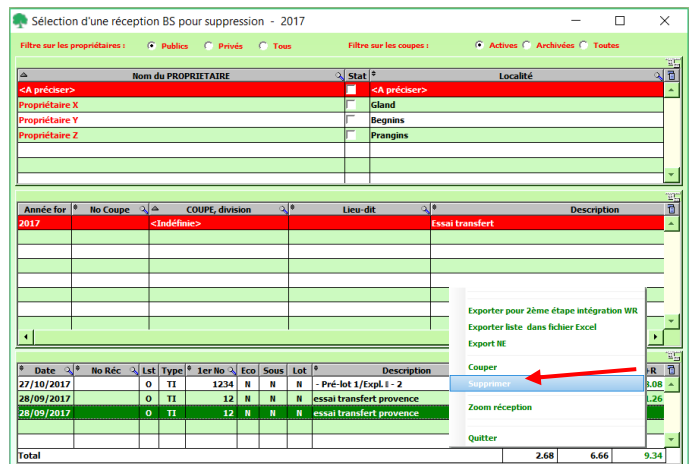 Sélection d'une réception BS pour suppression - 2017
Filtre sur les propriétaires : Publics Privés Tous Filtre sur les coupes : Actives Archivées Toutes
Nom du PROPRIETAIRE Stat Localité
<A préciser> <A préciser>
Propriétaire X Gland
Propriétaire Y Begnins
Propriétaire Z Prangins
Année for No Coupe COUPE, division Lieu-dit Description
2017 <Indéfinie> Essai transfert
Exporter pour 2ème étape intégration WR
Exporter liste dans fichier Excel
Export NE
Couper
Supprimer
Zoom réception
Quitter
Date No Réc Lst Type 1er No Eco Sous Lot Description +R
27/10/2017 O TI 1234 N N N - Pré-lot 1/Expl. - 2 .08
28/09/2017 O TI 12 N N N essai transfert provence .26
28/09/2017 O TI 12 N N N essai transfert provence
Total 2.68 6.66 9.34